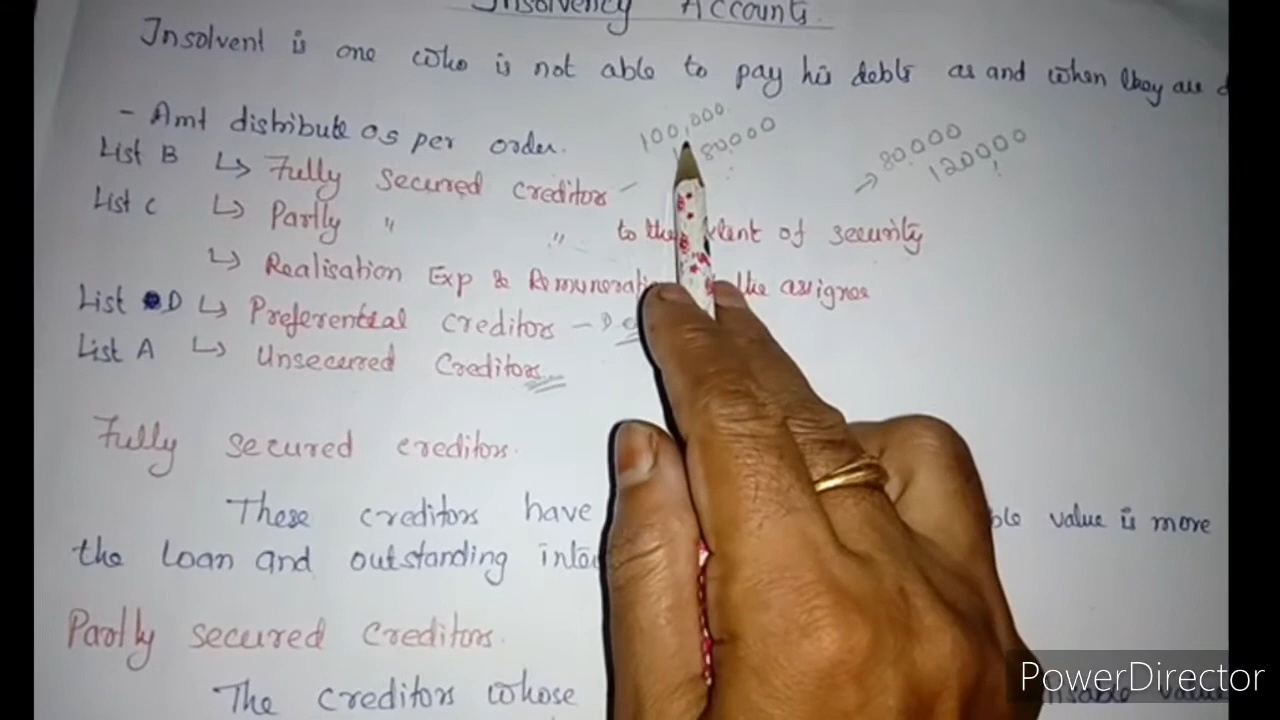 Insolvency Accounts.
Insolvent is one who is not able to pay his debts as and when they are
- Amt distribute as per order.
100,000.
80,000
80,000
120000
List B ↳ Fully secured creditors -
List C ↳ Partly " " to the extent of security
↳ Realisation Exp & Remuneration the assignee
List D ↳ Preferential creditors -
List A ↳ Unsecured Creditors
Fully secured creditors.
These creditors have value is more
the loan and outstanding
Partly secured creditors.
The creditors whose
PowerDirector